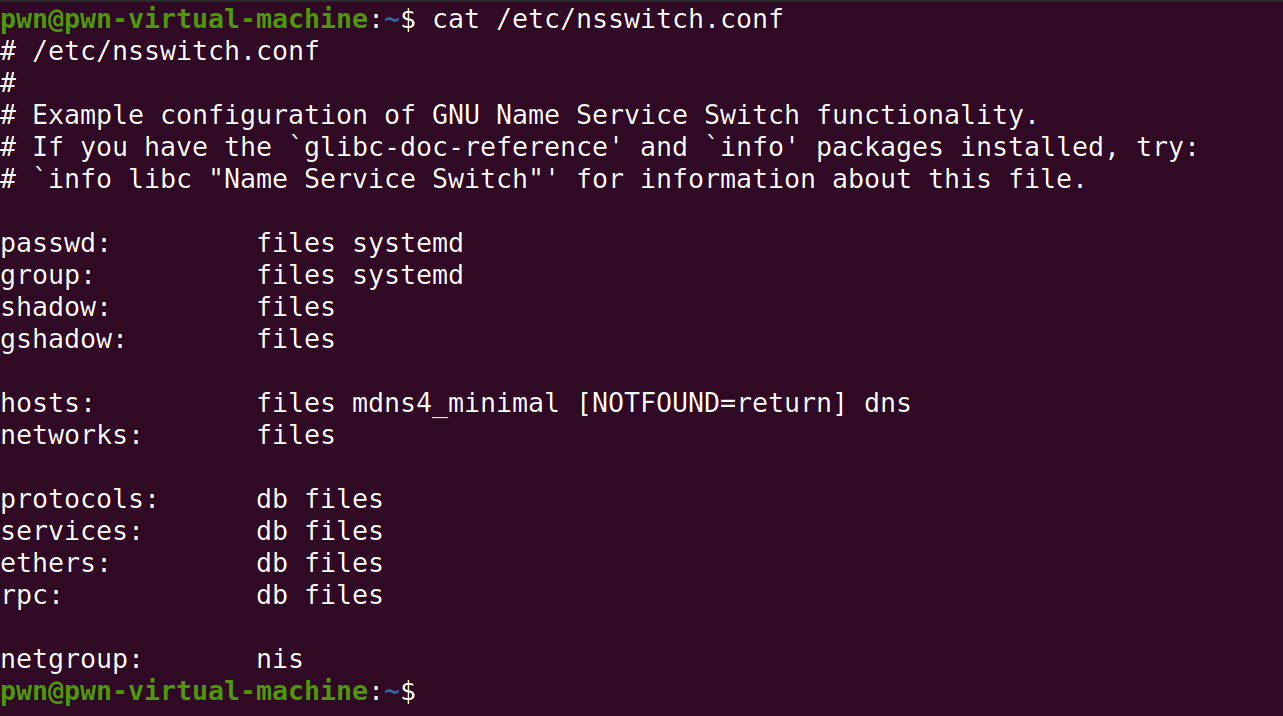 pwn@pwn-virtual-machine:~$ cat /etc/nsswitch.conf
# /etc/nsswitch.conf
#
# Example configuration of GNU Name Service Switch functionality.
# If you have the `glibc-doc-reference' and `info' packages installed, try:
# `info libc "Name Service Switch"' for information about this file.

passwd:         files systemd
group:          files systemd
shadow:         files
gshadow:        files

hosts:          files mdns4_minimal [NOTFOUND=return] dns
networks:       files

protocols:      db files
services:       db files
ethers:         db files
rpc:            db files

netgroup:       nis
pwn@pwn-virtual-machine:~$